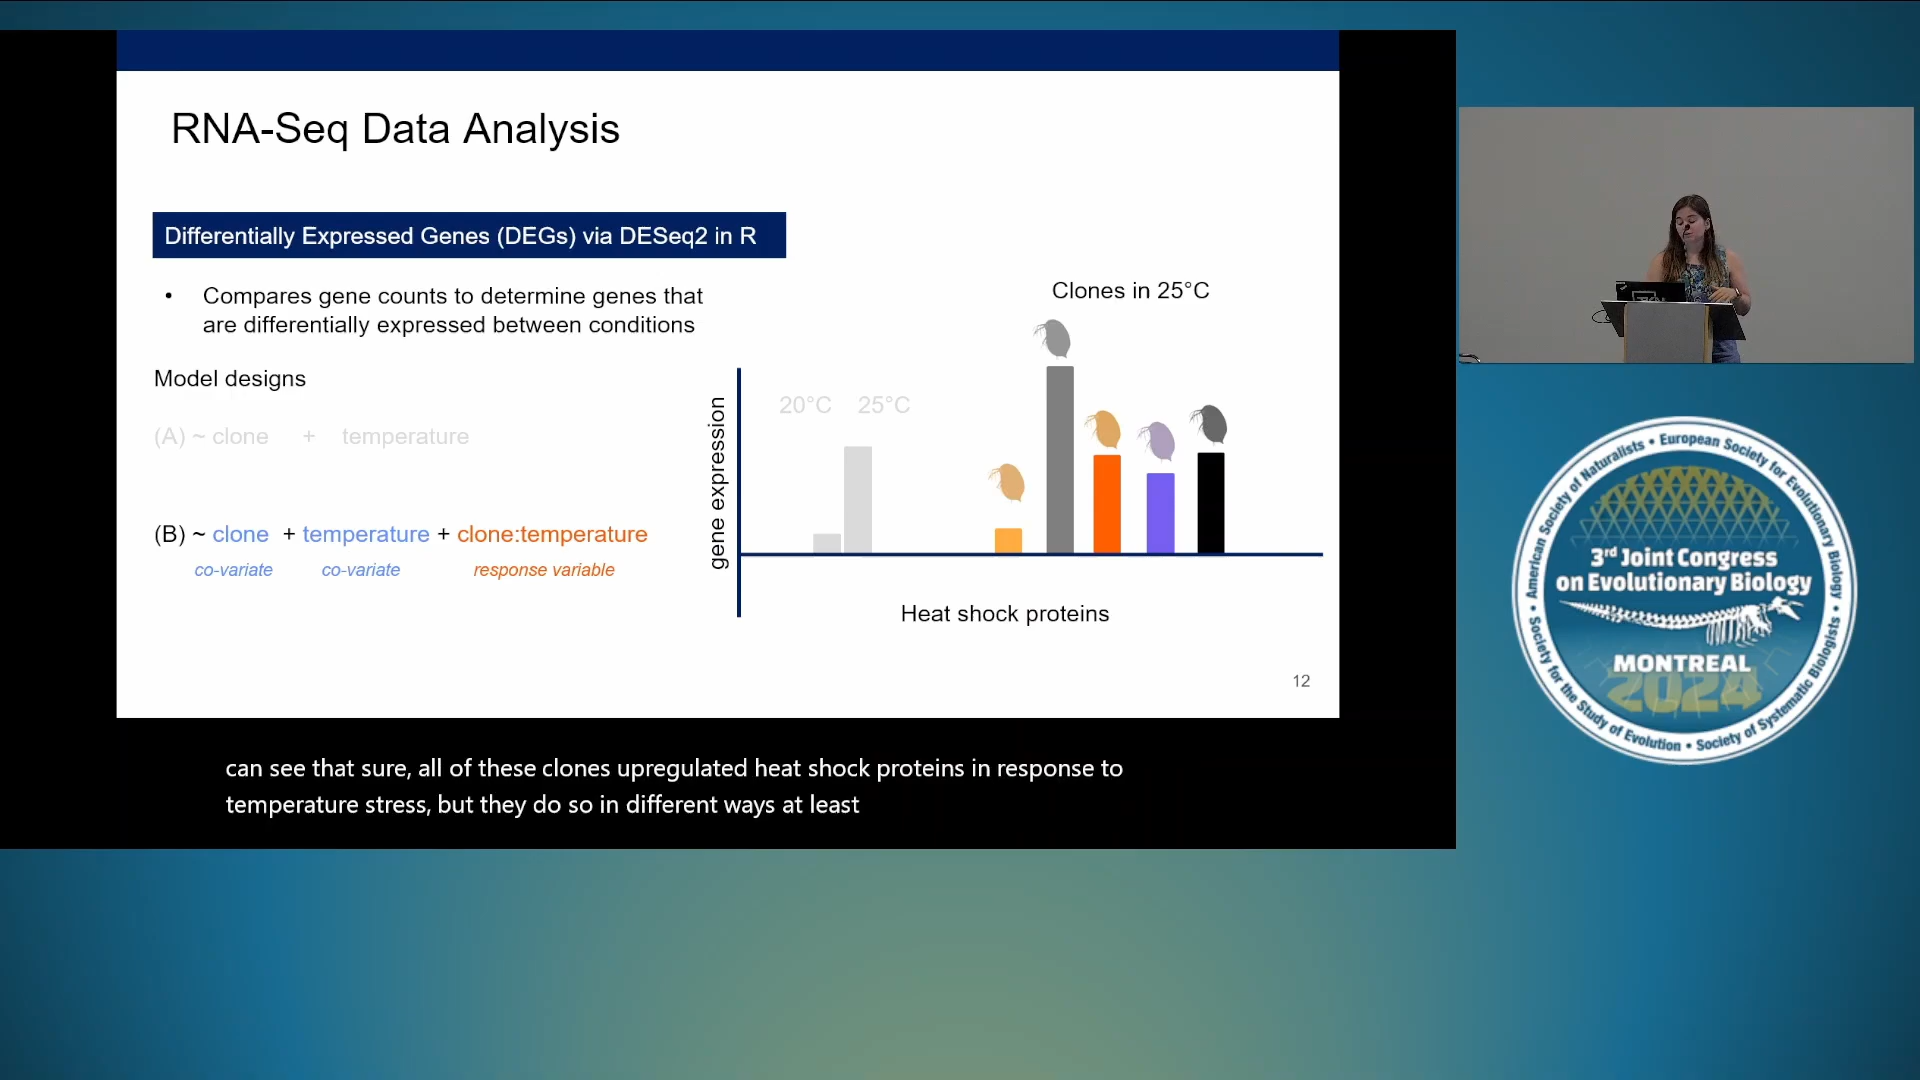 RNA-Seq Data Analysis
Differentially Expressed Genes (DEGs) via DESeq2 in R
• Compares gene counts to determine genes that
are differentially expressed between conditions
Model designs
(A) ~ clone + temperature
(B) ~ clone + temperature + clone:temperature
co-variate co-variate response variable
Clones in 25°C
20°C 25°C
gene expression
Heat shock proteins
12
can see that sure, all of these clones upregulated heat shock proteins in response to
temperature stress, but they do so in different ways at least
American Society of Naturalists • European Society for Evolutionary Biology •
Society for the Study of Evolution • Society of Systematic Biologists •
3rd Joint Congress
on Evolutionary Biology
MONTREAL
2024